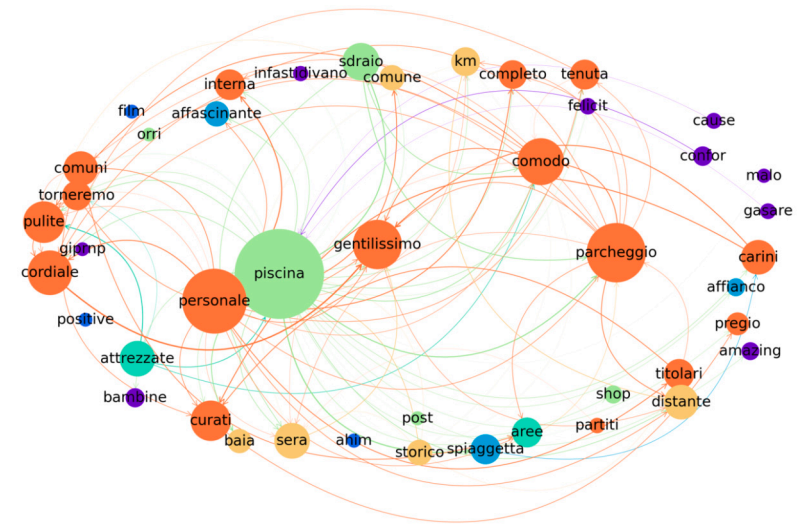 sdraio
km
infastidivano
comune
completo
tenuta
interna
felicit
film
affascinante
cause
orri
confor
comodo
comuni
malo
torneremo
gasare
pulite
gentilissimo
gipmp
parcheggio
carini
cordiale
piscina
affianco
personale
positive
pregio
amazing
attrezzate
titolari
bambine
shop
distante
curati
post
partiti
baia
sera
ahim
aree
storico
spiaggetta